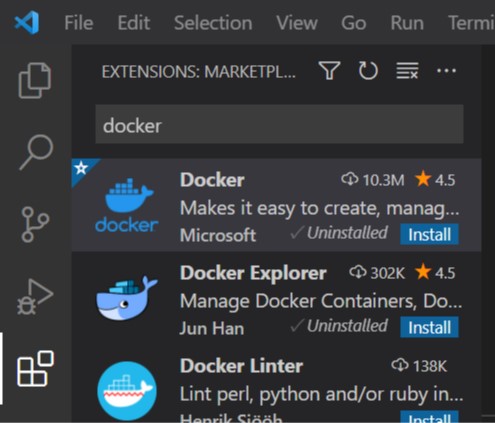 File Edit Selection View Go Run Termi
EXTENSIONS: MARKETPL...
docker
Docker 10.3M 4.5
Makes it easy to create, manag...
docker
Microsoft ✓Uninstalled Install
Docker Explorer 302K 4.5
Manage Docker Containers, Do...
Jun Han ✓Uninstalled Install
Docker Linter 138K
Lint perl, python and/or ruby in...
Henrik Sjööh Install